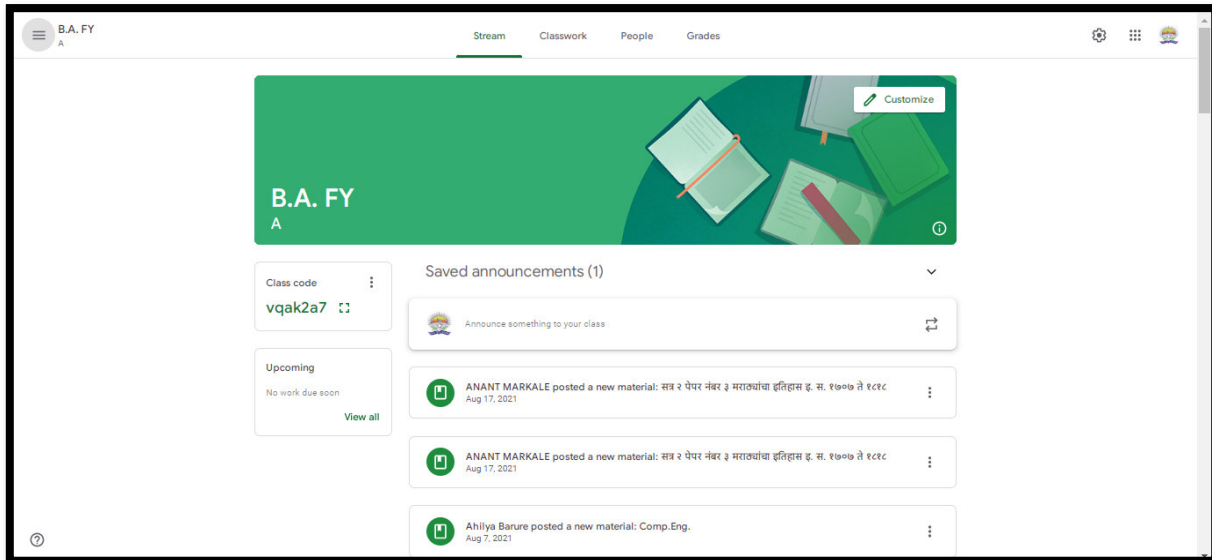 B.A. FY
A
Stream
Classwork
People
Grades
Customize
B.A. FY
A
Class code
vqak2a7
Upcoming
No work due soon
View all
Saved announcements (1)
Announce something to your class
ANANT MARKALE posted a new material: सत्र २ पेपर नंबर ३ मराठ्यांचा इतिहास इ. स. १७०७ ते १८१८
Aug 17, 2021
ANANT MARKALE posted a new material: सत्र २ पेपर नंबर ३ मराठ्यांचा इतिहास इ. स. १७०७ ते १८१८
Aug 17, 2021
Ahilya Barure posted a new material: Comp.Eng.
Aug 7, 2021